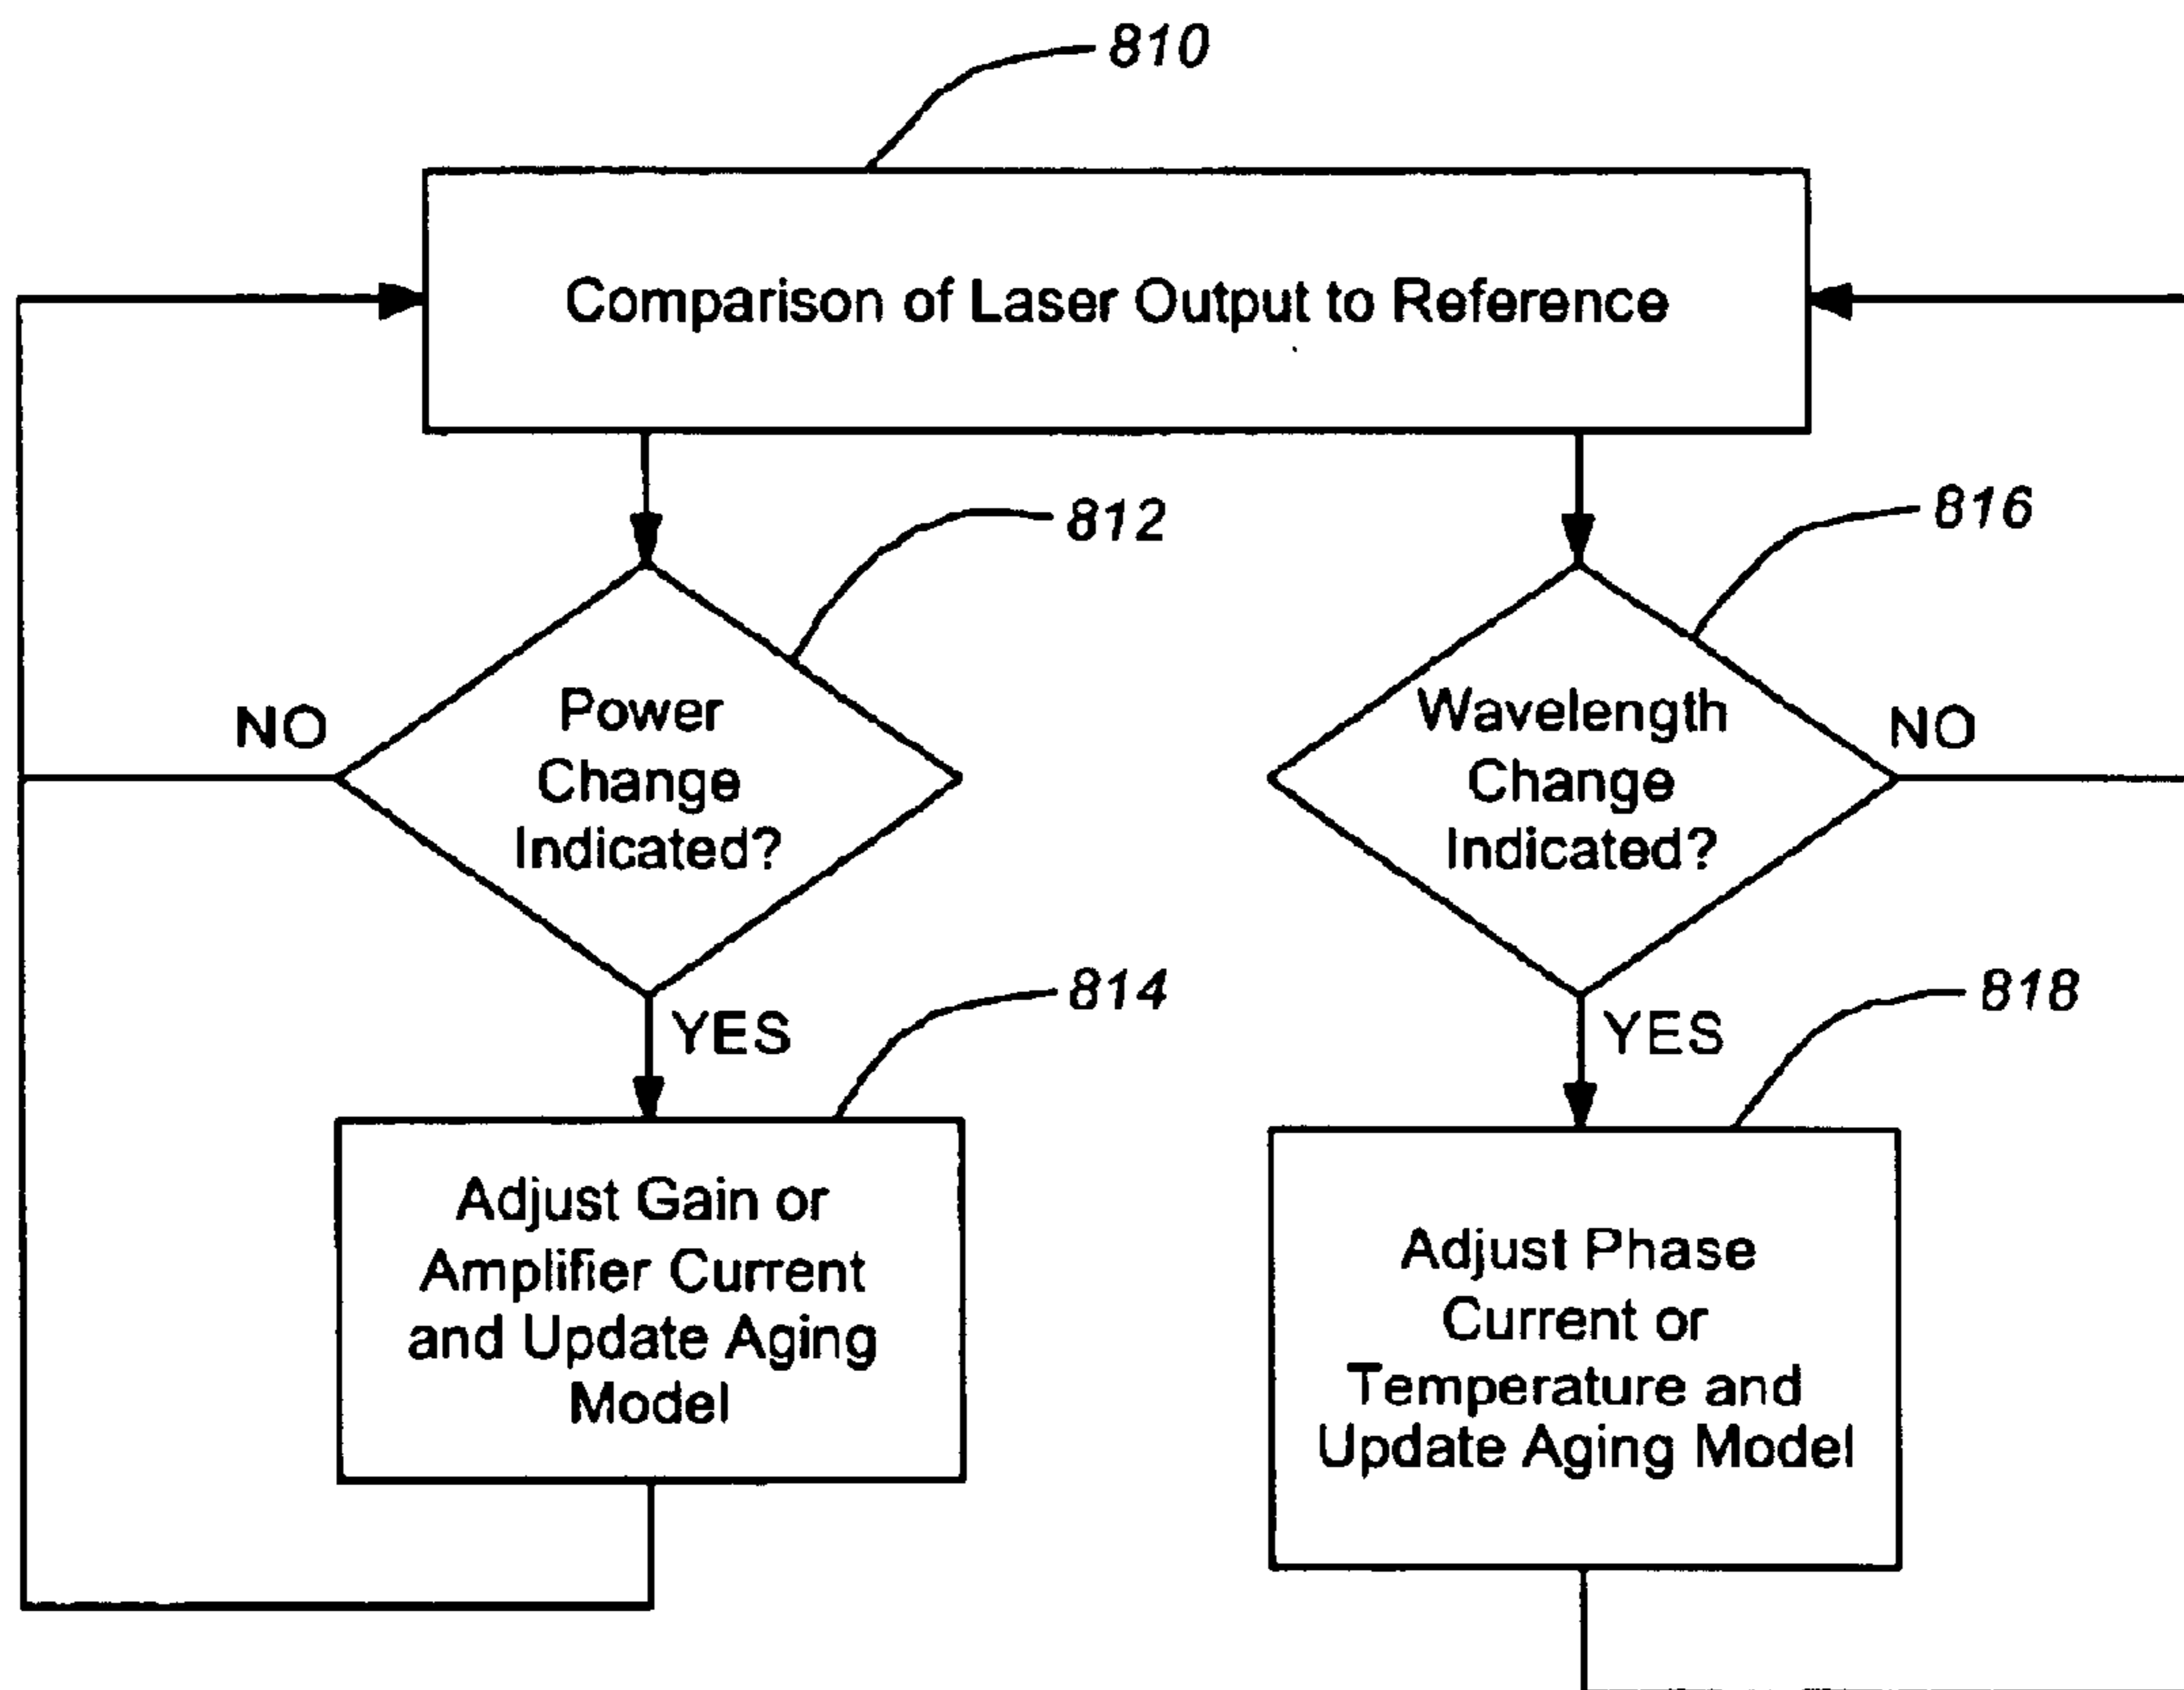 810
Comparison of Laser Output to Reference
812
816
Power
Change
Indicated?
NO
Wavelength
Change
Indicated?
NO
YES
814
YES
818
Adjust Gain or
Amplifier Current
and Update Aging
Model
Adjust Phase
Current or
Temperature and
Update Aging Model